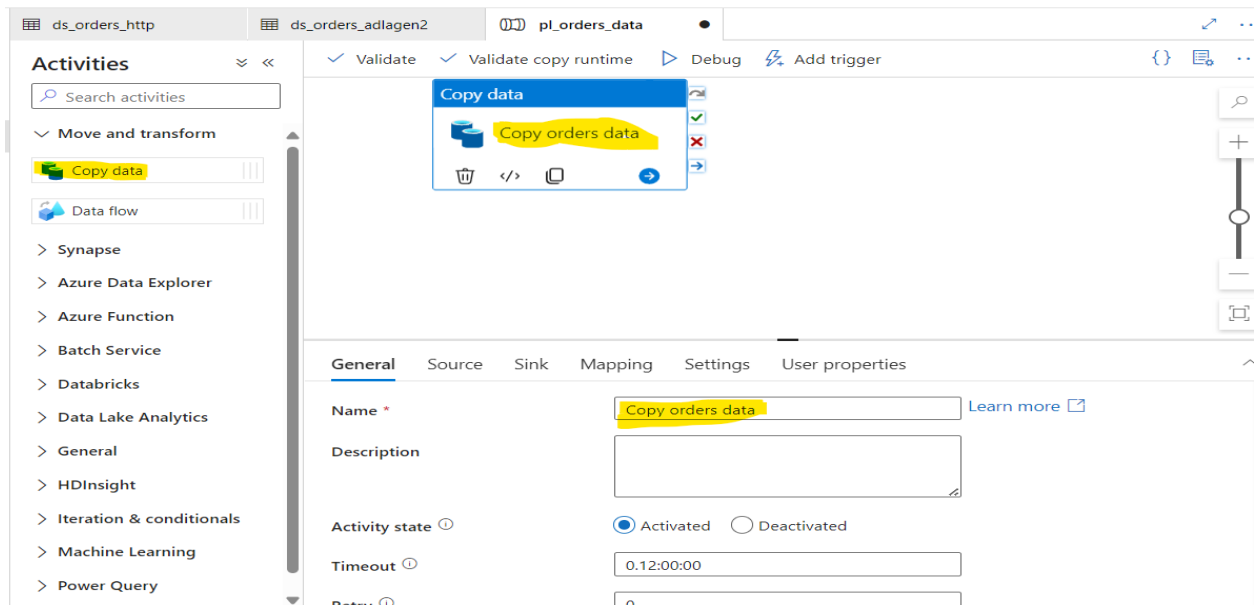 ds_orders_http
ds_orders_adlagen2
pl_orders_data
Activities
Search activities
Move and transform
Copy data
Data flow
Synapse
Azure Data Explorer
Azure Function
Batch Service
Databricks
Data Lake Analytics
General
HDInsight
Iteration & conditionals
Machine Learning
Power Query
Validate
Validate copy runtime
Debug
Add trigger
Copy data
Copy orders data
General
Source
Sink
Mapping
Settings
User properties
Name *
Copy orders data
Learn more
Description
Activity state
Activated
Deactivated
Timeout
0.12:00:00
Retry
0